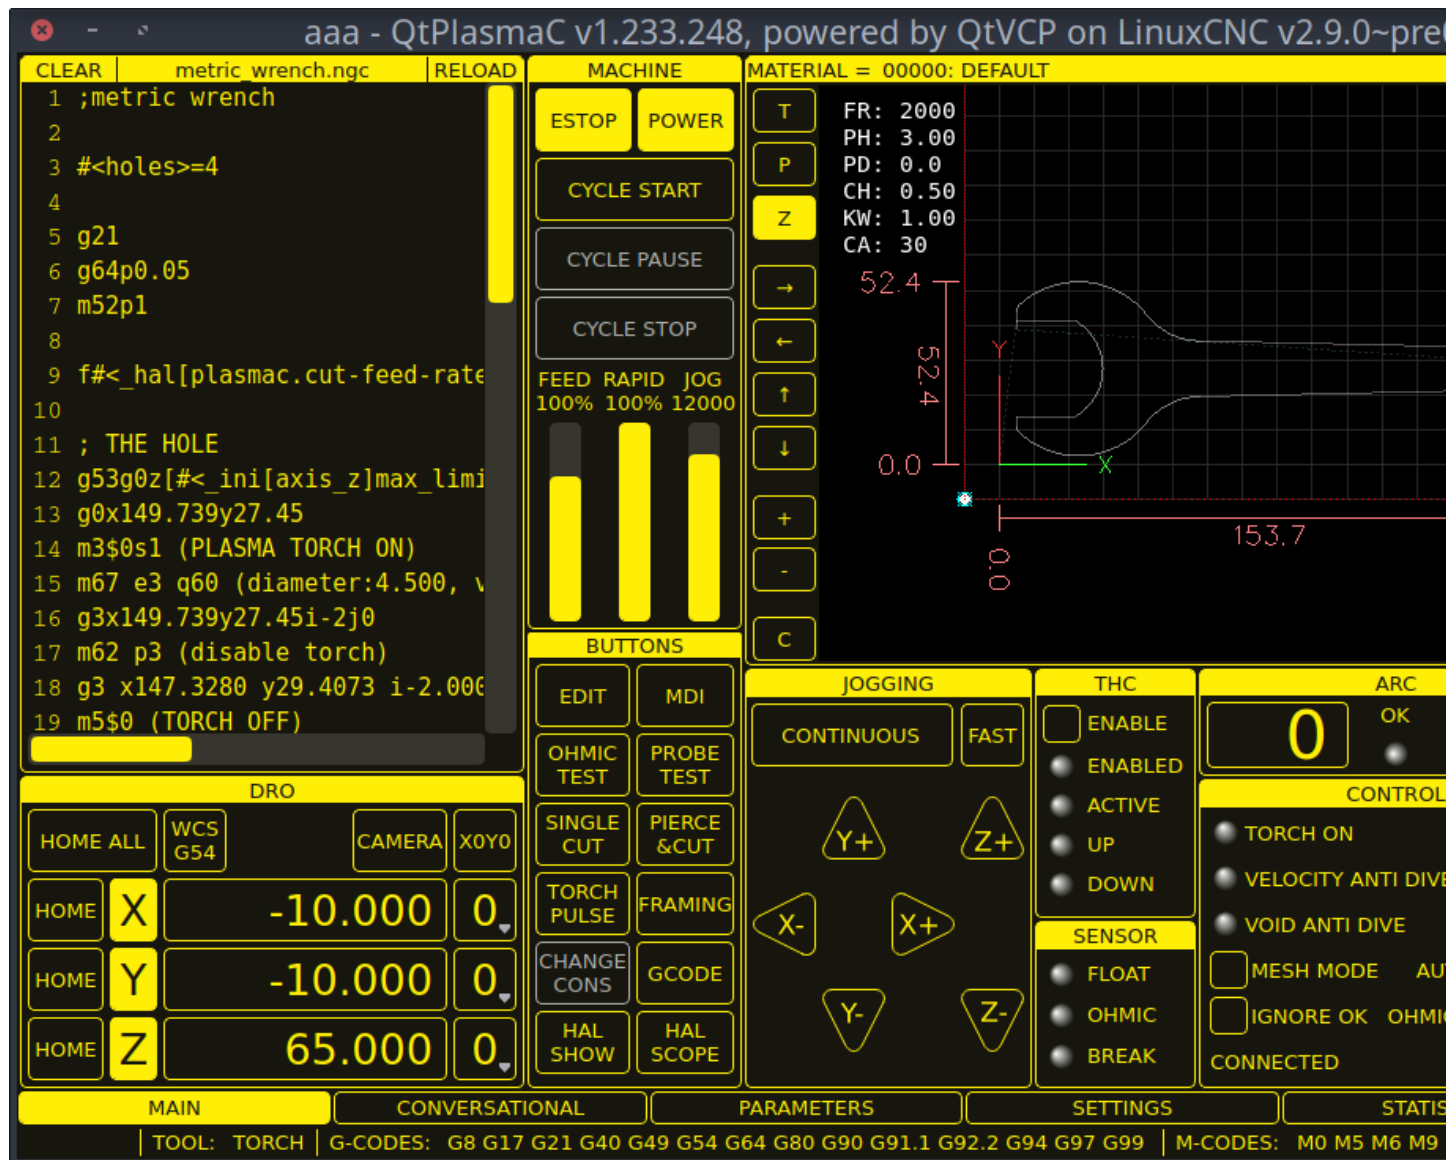 aaa - QtPlasmaC v1.233.248, powered by QtVCP on LinuxCNC v2.9.0~pre
CLEAR metric_wrench.ngc RELOAD
1 ;metric wrench
2
3 #<holes>=4
4
5 g21
6 g64p0.05
7 m52p1
8
9 f#<_hal[plasmac.cut-feed-rate
10
11 ; THE HOLE
12 g53g0z[#<_ini[axis_z]max_limi
13 g0x149.739y27.45
14 m3$0s1 (PLASMA TORCH ON)
15 m67 e3 q60 (diameter:4.500, v
16 g3x149.739y27.45i-2j0
17 m62 p3 (disable torch)
18 g3 x147.3280 y29.4073 i-2.000
19 m5$0 (TORCH OFF)
MACHINE
ESTOP POWER
CYCLE START
CYCLE PAUSE
CYCLE STOP
FEED RAPID JOG
100% 100% 12000
MATERIAL = 00000: DEFAULT
T
P
Z
→
←
↑
↓
+
-
C
FR: 2000
PH: 3.00
PD: 0.0
CH: 0.50
KW: 1.00
CA: 30
52.4
52.4
0.0
Y
X
153.7
0.0
DRO
HOME ALL WCS G54 CAMERA X0Y0
HOME X -10.000 0
HOME Y -10.000 0
HOME Z 65.000 0
BUTTONS
EDIT MDI
OHMIC TEST PROBE TEST
SINGLE CUT PIERCE &CUT
TORCH PULSE FRAMING
CHANGE CONS GCODE
HAL SHOW HAL SCOPE
JOGGING
CONTINUOUS FAST
Y+ Z+
X- X+
Y- Z-
THC
ENABLE
ENABLED
ACTIVE
UP
DOWN
SENSOR
FLOAT
OHMIC
BREAK
ARC
0 OK
CONTROL
TORCH ON
VELOCITY ANTI DIVE
VOID ANTI DIVE
MESH MODE AU
IGNORE OK OHMI
CONNECTED
MAIN CONVERSATIONAL PARAMETERS SETTINGS STATIS
TOOL: TORCH G-CODES: G8 G17 G21 G40 G49 G54 G64 G80 G90 G91.1 G92.2 G94 G97 G99 M-CODES: M0 M5 M6 M9